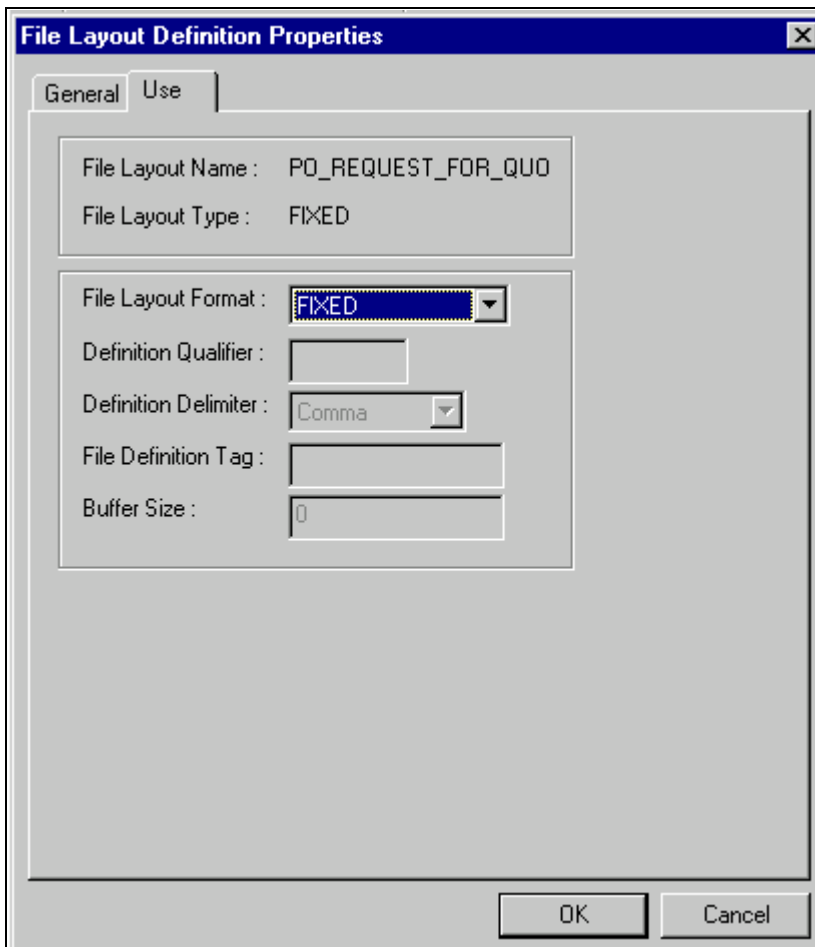 File Layout Definition Properties
General Use
File Layout Name : PO_REQUEST_FOR_QUO
File Layout Type : FIXED
File Layout Format : FIXED
Definition Qualifier :
Definition Delimiter : Comma
File Definition Tag :
Buffer Size : 0
OK Cancel